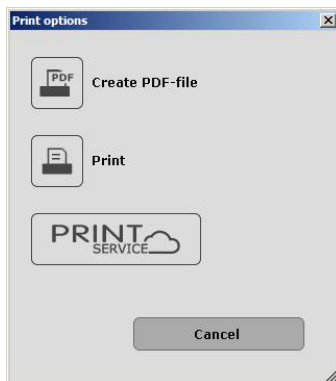 Print options
PDF
Create PDF-file
Print
PRINT
SERVICE
Cancel